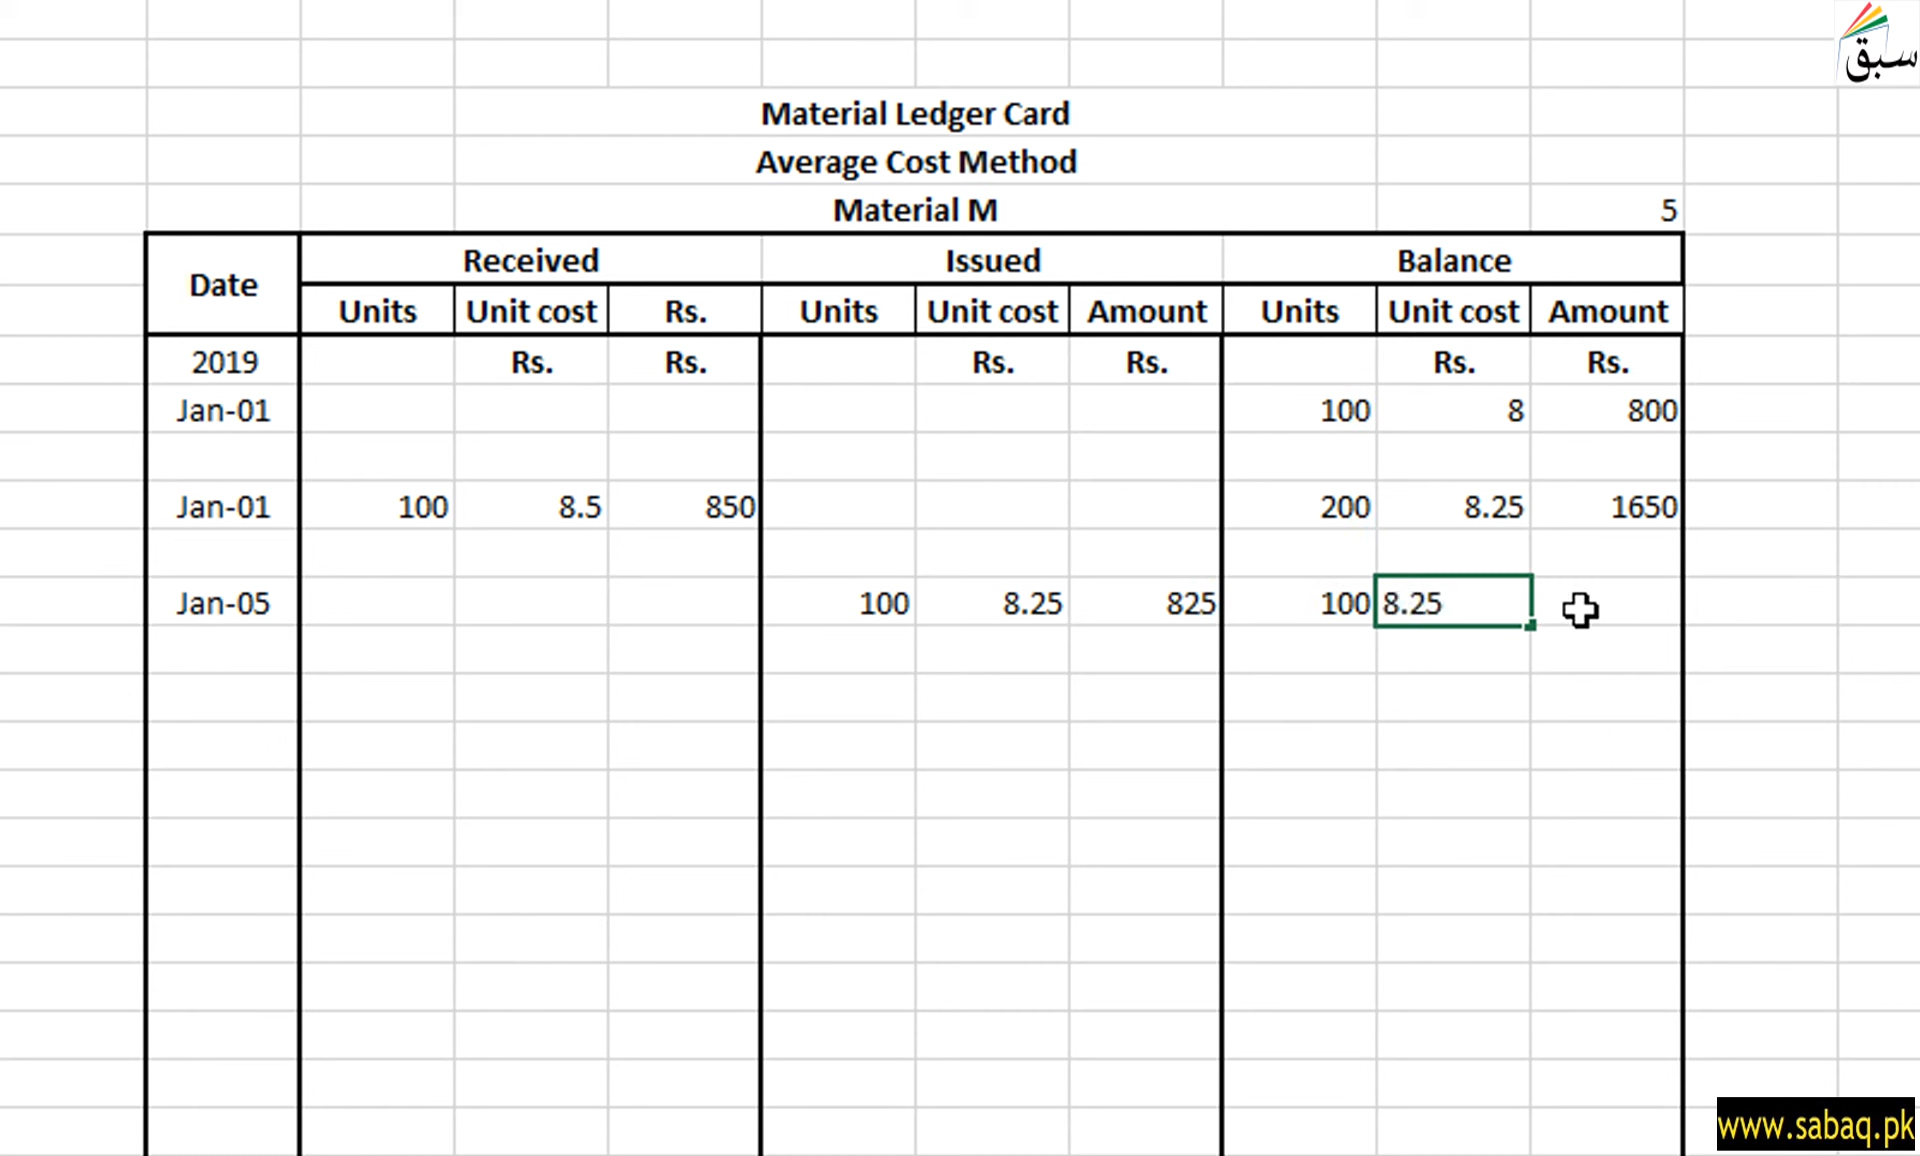 سبق
Material Ledger Card
Average Cost Method
Material M 5
Date Received Issued Balance
Units Unit cost Rs. Units Unit cost Amount Units Unit cost Amount
2019 Rs. Rs. Rs. Rs. Rs. Rs.
Jan-01 100 8 800
Jan-01 100 8.5 850 200 8.25 1650
Jan-05 100 8.25 825 100 8.25
www.sabaq.pk